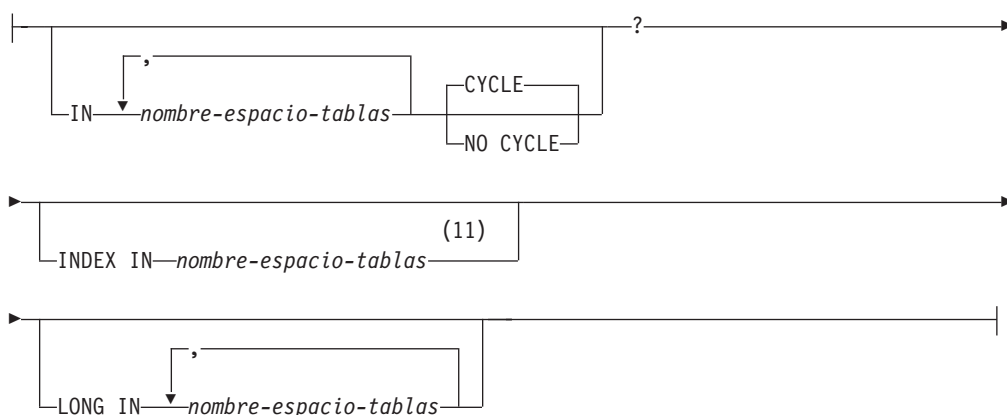 ?
,
CYCLE
IN nombre-espacio-tablas
NO CYCLE
(11)
INDEX IN nombre-espacio-tablas
,
LONG IN nombre-espacio-tablas